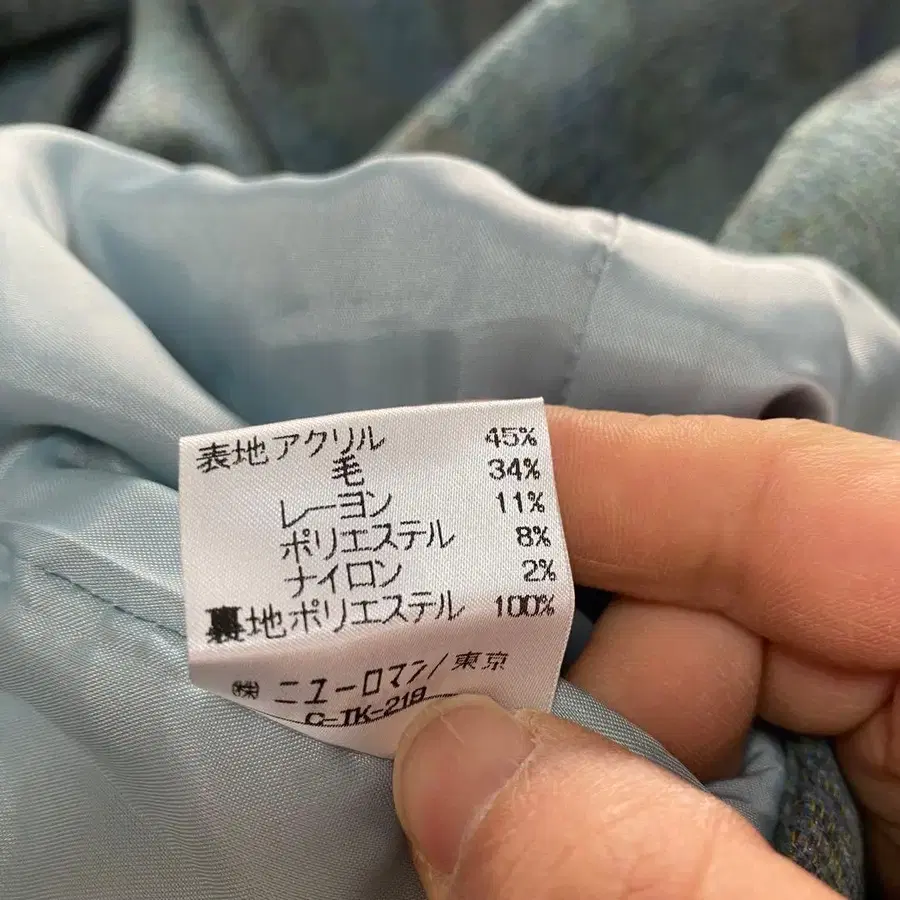 表地アクリル 45%
毛 34%
レーヨン 11%
ポリエステル 8%
ナイロン 2%
裏地ポリエステル 100%
㈱ニューロマン/東京
C-TK-218